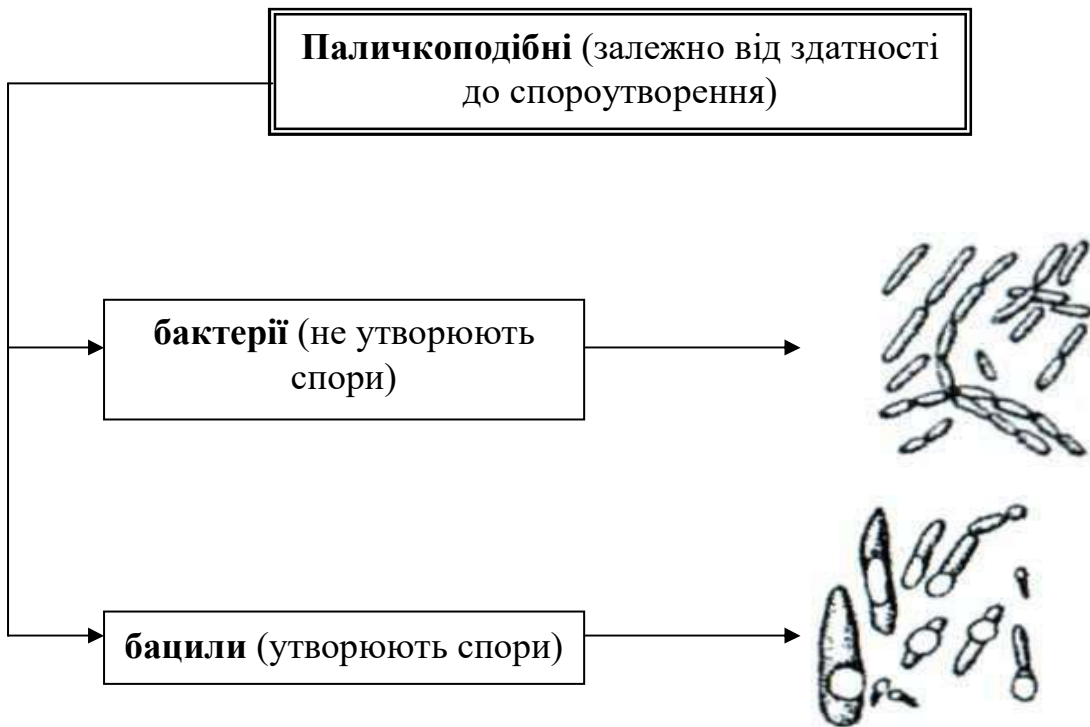 Паличкоподібні (залежно від здатності
до спороутворення)
бактерії (не утворюють
спори)
бацили (утворюють спори)